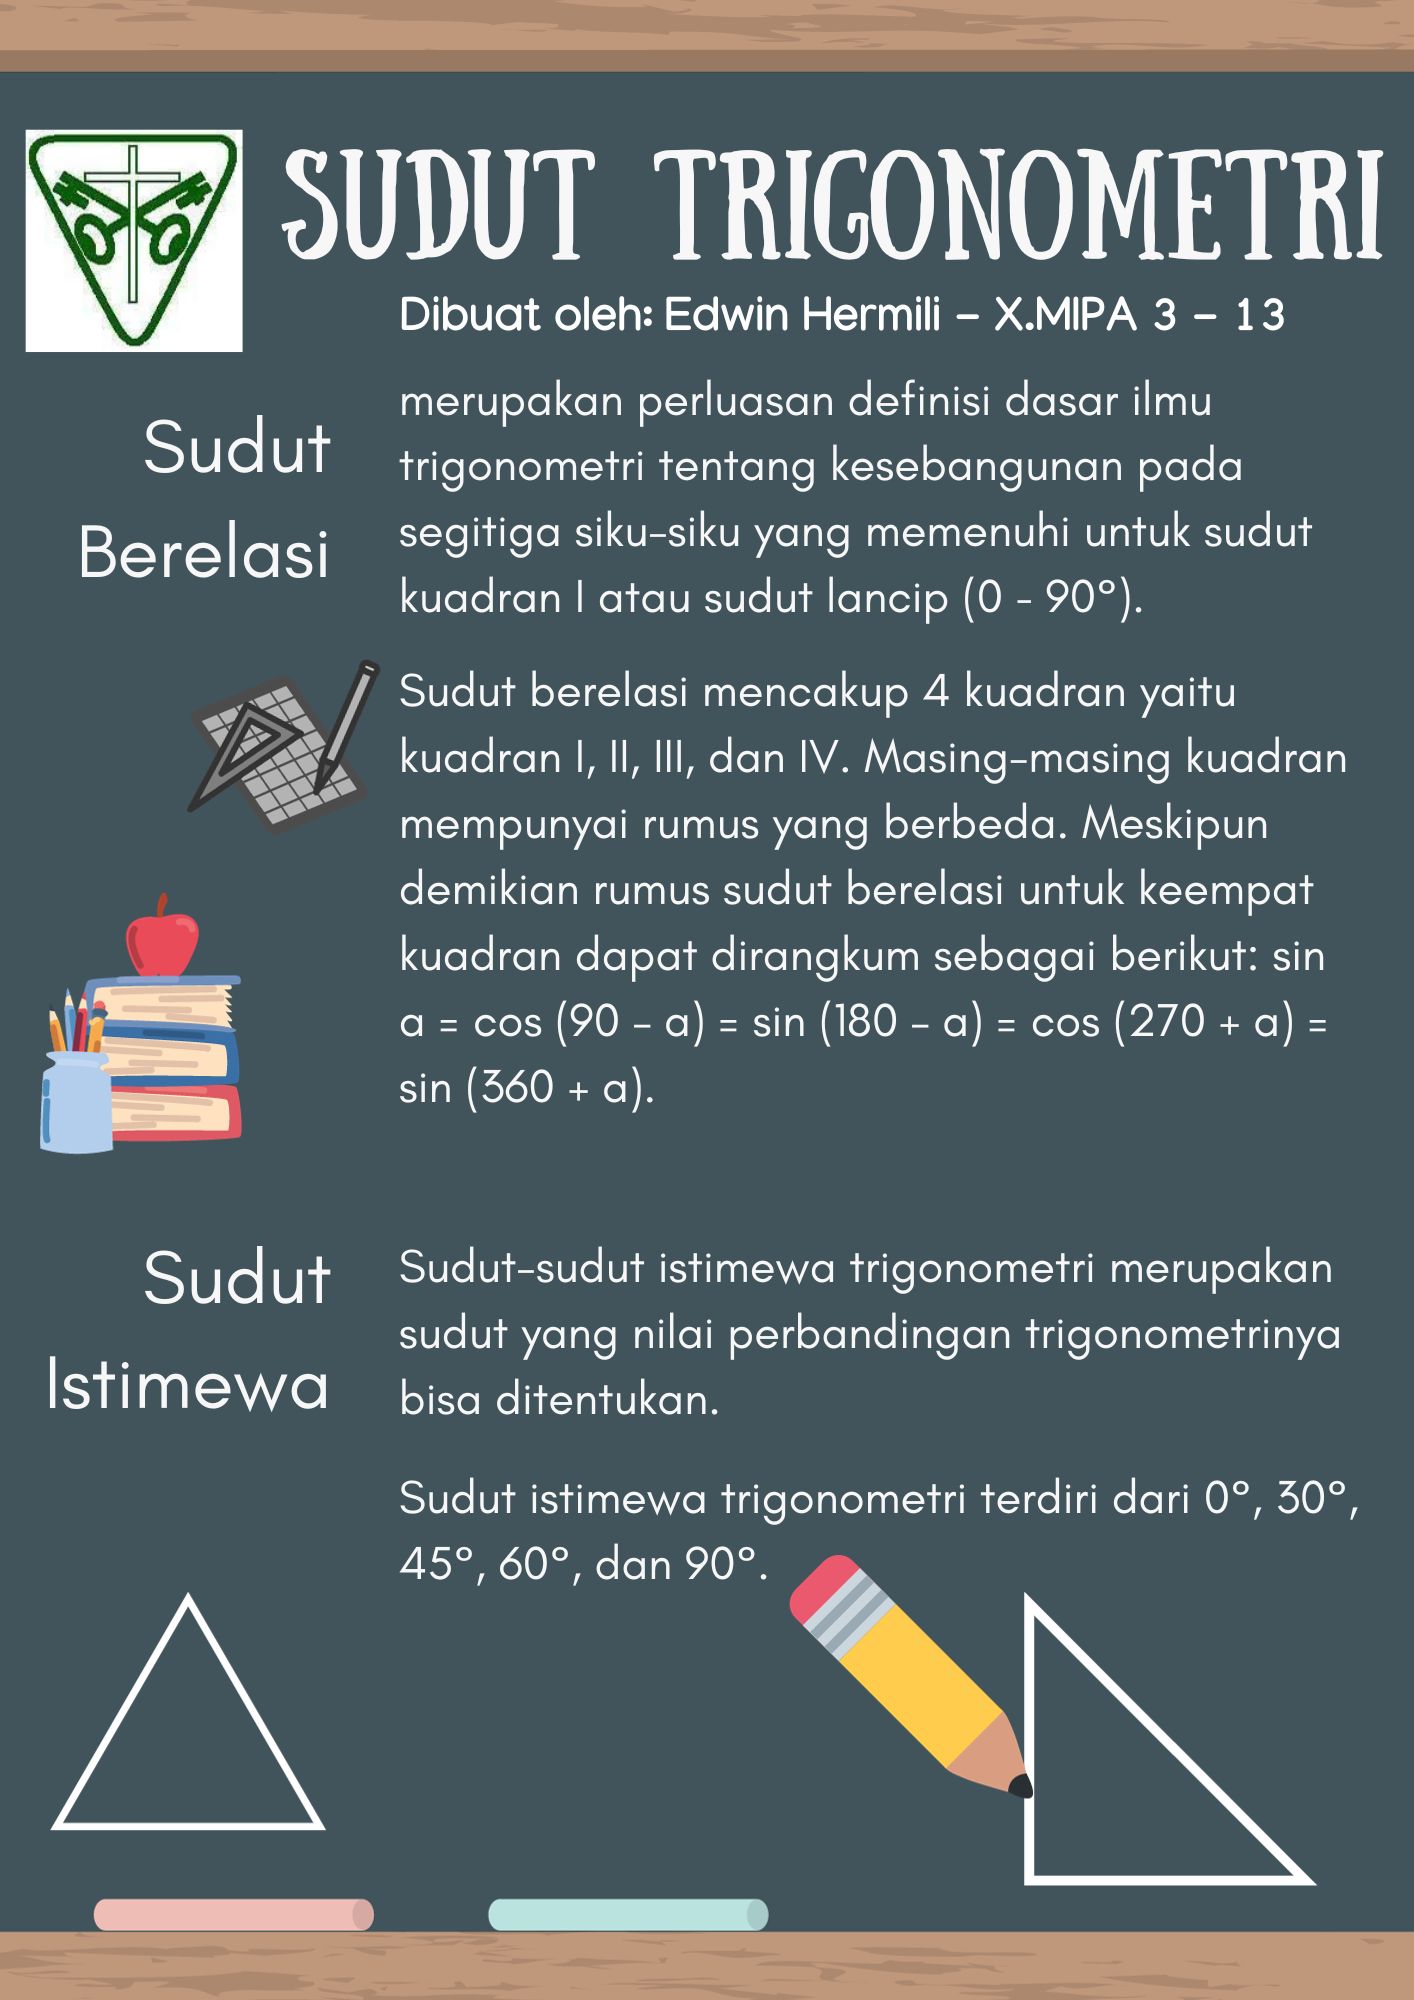 SUDUT TRIGONOMETRI
Dibuat oleh: Edwin Hermili – X.MIPA 3 – 13
Sudut
Berelasi
merupakan perluasan definisi dasar ilmu
trigonometri tentang kesebangunan pada
segitiga siku-siku yang memenuhi untuk sudut
kuadran I atau sudut lancip (0 - 90°).
Sudut berelasi mencakup 4 kuadran yaitu
kuadran I, II, III, dan IV. Masing-masing kuadran
mempunyai rumus yang berbeda. Meskipun
demikian rumus sudut berelasi untuk keempat
kuadran dapat dirangkum sebagai berikut: sin
a = cos (90 – a) = sin (180 – a) = cos (270 + a) =
sin (360 + a).
Sudut
Istimewa
Sudut-sudut istimewa trigonometri merupakan
sudut yang nilai perbandingan trigonometrinya
bisa ditentukan.
Sudut istimewa trigonometri terdiri dari 0°, 30°,
45°, 60°, dan 90°.